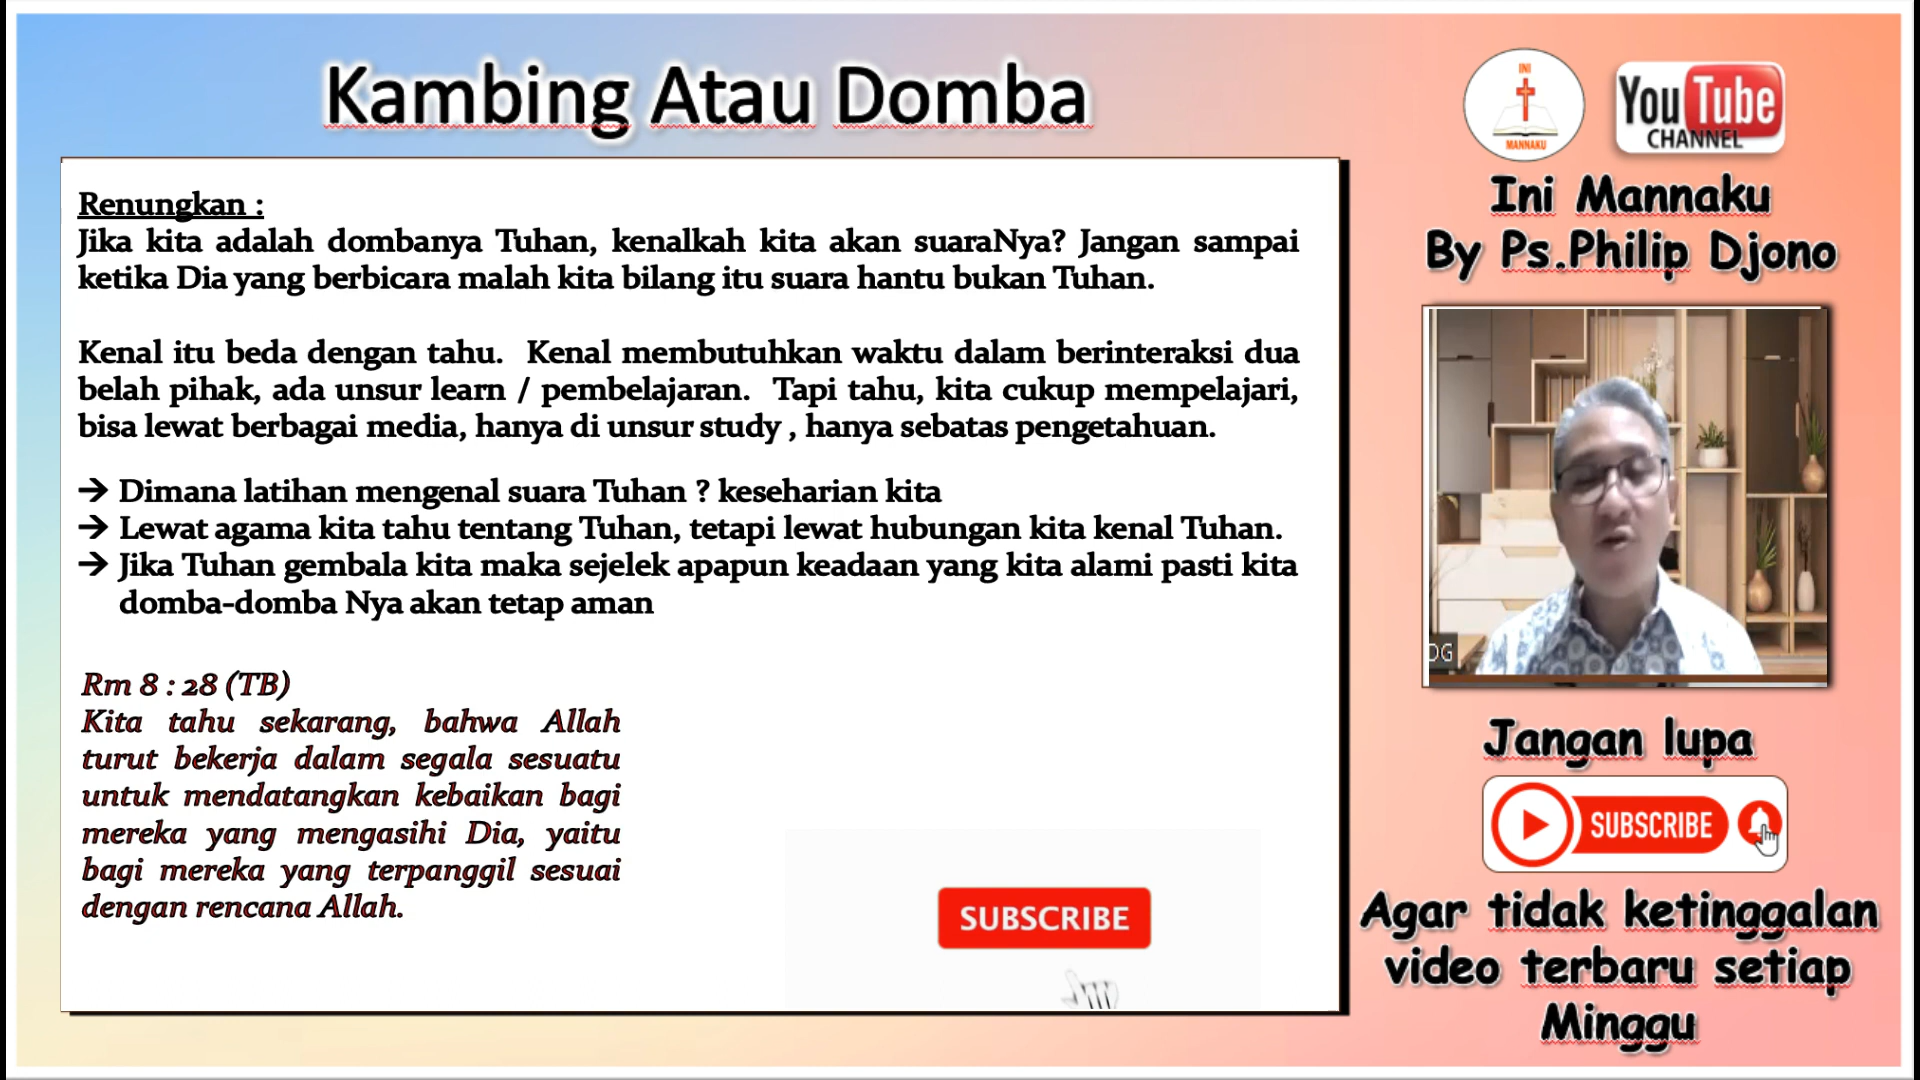 Kambing Atau Domba
Renungkan :
Jika kita adalah dombanya Tuhan, kenalkah kita akan suaraNya? Jangan sampai
ketika Dia yang berbicara malah kita bilang itu suara hantu bukan Tuhan.
Kenal itu beda dengan tahu. Kenal membutuhkan waktu dalam berinteraksi dua
belah pihak, ada unsur learn / pembelajaran. Tapi tahu, kita cukup mempelajari,
bisa lewat berbagai media, hanya di unsur study , hanya sebatas pengetahuan.
→ Dimana latihan mengenal suara Tuhan ? keseharian kita
→ Lewat agama kita tahu tentang Tuhan, tetapi lewat hubungan kita kenal Tuhan.
→ Jika Tuhan gembala kita maka sejelek apapun keadaan yang kita alami pasti kita
domba-domba Nya akan tetap aman
Rm 8 : 28 (TB)
Kita tahu sekarang, bahwa Allah
turut bekerja dalam segala sesuatu
untuk mendatangkan kebaikan bagi
mereka yang mengasihi Dia, yaitu
bagi mereka yang terpanggil sesuai
dengan rencana Allah.
SUBSCRIBE
INI
MANNAKU
YouTube
CHANNEL
Ini Mannaku
By Ps.Philip Djono
DG
Jangan lupa
SUBSCRIBE
Agar tidak ketinggalan
video terbaru setiap
Minggu